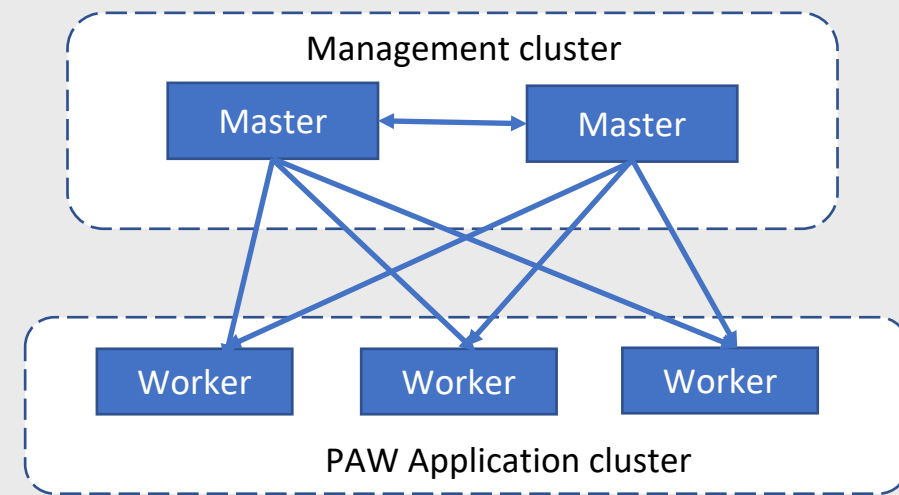 Management cluster
Master
Master
Worker
Worker
Worker
PAW Application cluster